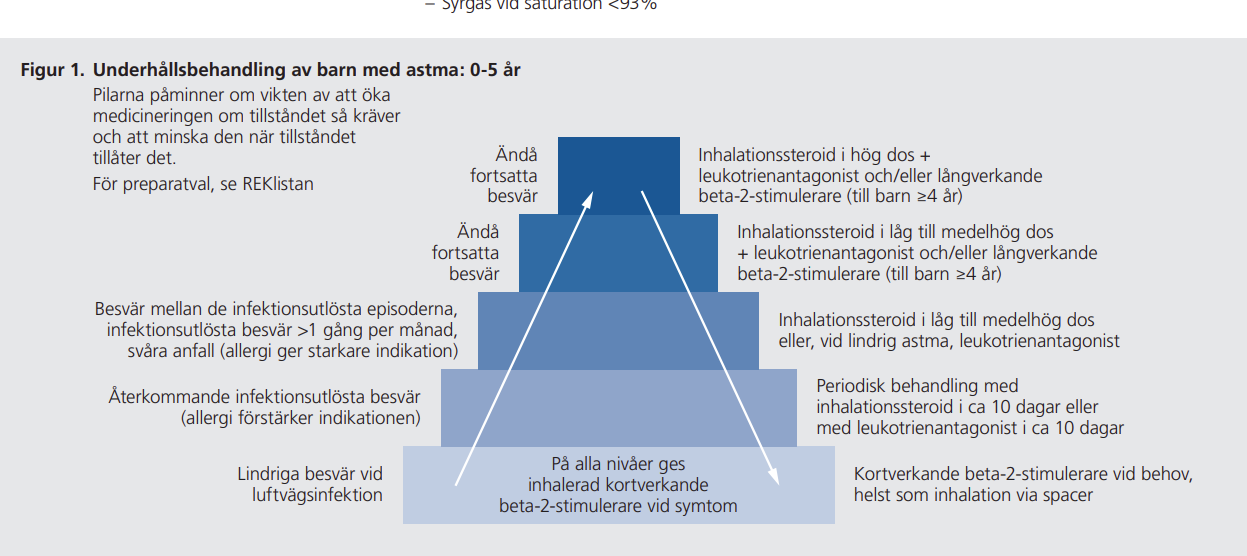 – Syrgas vid saturation <93%
Figur 1. Underhållsbehandling av barn med astma: 0-5 år
Pilarna påminner om vikten av att öka
medicineringen om tillståndet så kräver
och att minska den när tillståndet
tillåter det.
För preparatval, se REKlistan
Ändå
fortsatta
besvär
Inhalationssteroid i hög dos +
leukotrienantagonist och/eller långverkande
beta-2-stimulerare (till barn ≥4 år)
Ändå
fortsatta
besvär
Inhalationssteroid i låg till medelhög dos
+ leukotrienantagonist och/eller långverkande
beta-2-stimulerare (till barn ≥4 år)
Besvär mellan de infektionsutlösta episoderna,
infektionsutlösta besvär >1 gång per månad,
svåra anfall (allergi ger starkare indikation)
Inhalationssteroid i låg till medelhög dos
eller, vid lindrig astma, leukotrienantagonist
Återkommande infektionsutlösta besvär
(allergi förstärker indikationen)
Periodisk behandling med
inhalationssteroid i ca 10 dagar eller
med leukotrienantagonist i ca 10 dagar
Lindriga besvär vid
luftvägsinfektion
På alla nivåer ges
inhalerad kortverkande
beta-2-stimulerare vid symtom
Kortverkande beta-2-stimulerare vid behov,
helst som inhalation via spacer